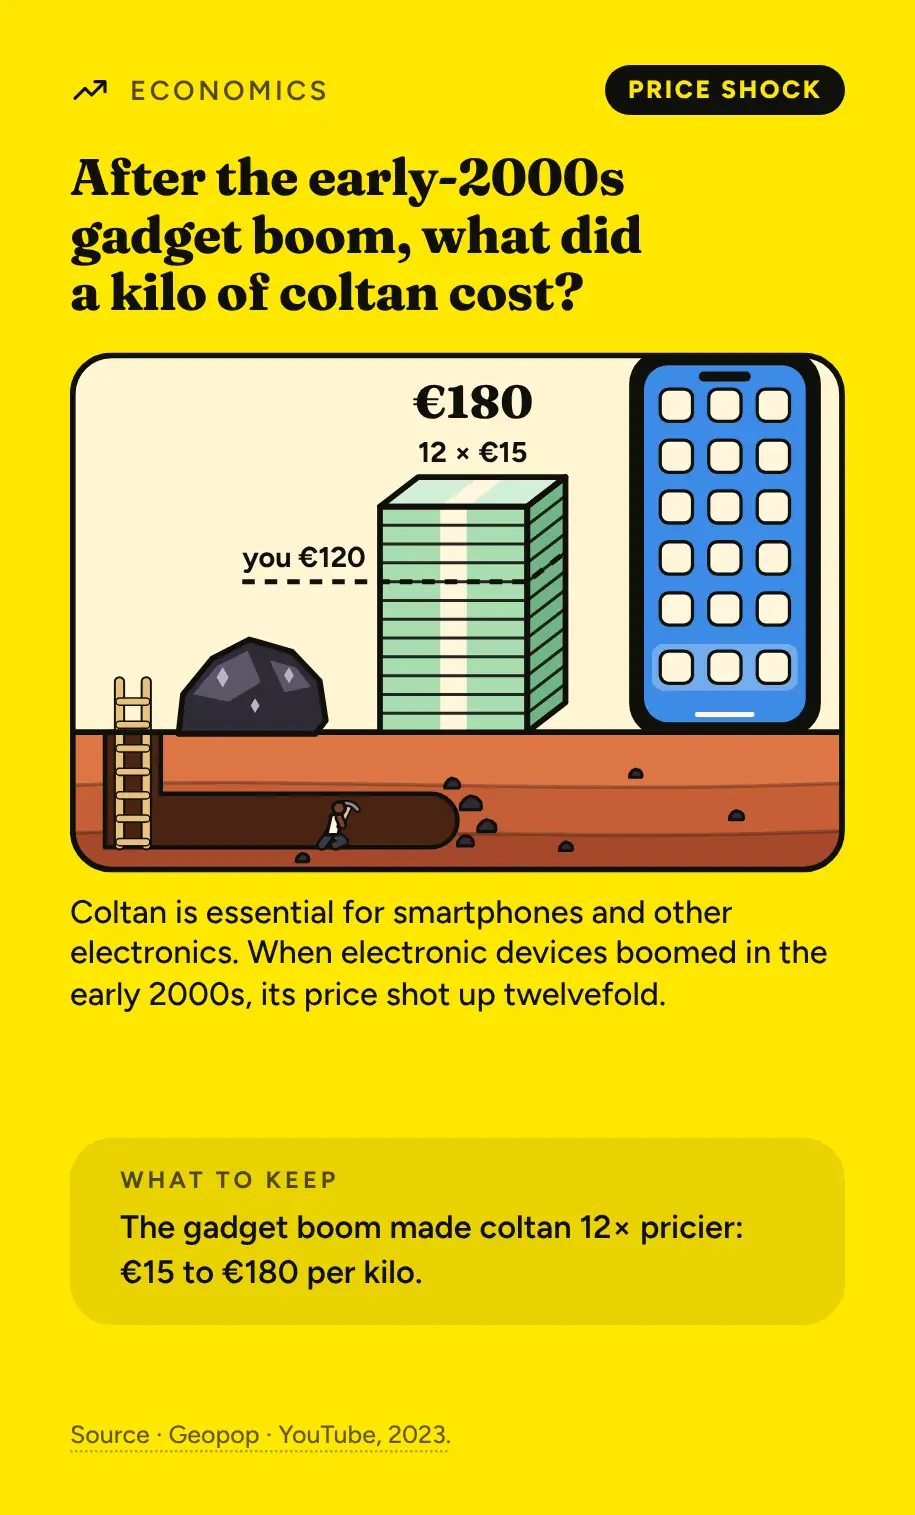 ECONOMICS
PRICE SHOCK
After the early-2000s
gadget boom, what did
a kilo of coltan cost?
€180
12 × €15
you €120
Coltan is essential for smartphones and other
electronics. When electronic devices boomed in the
early 2000s, its price shot up twelvefold.
WHAT TO KEEP
The gadget boom made coltan 12× pricier:
€15 to €180 per kilo.
Source · Geopop · YouTube, 2023.